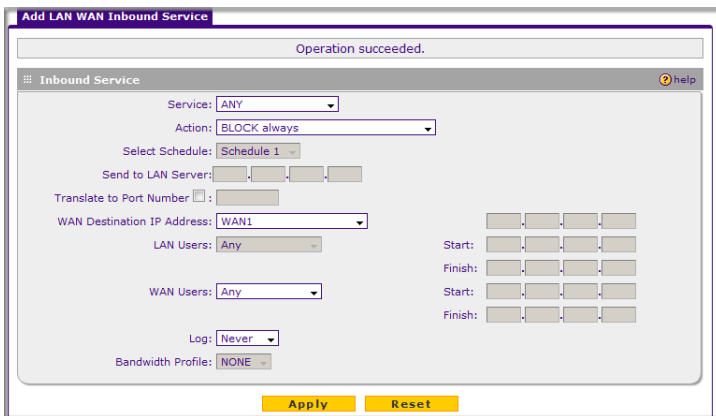 Add LAN WAN Inbound Service
Operation succeeded.
Inbound Service
help
Service: ANY
Action: BLOCK always
Select Schedule: Schedule 1
Send to LAN Server: . . .
Translate to Port Number :
WAN Destination IP Address: WAN1 . . .
LAN Users: Any Start: . . .
Finish: . . .
WAN Users: Any Start: . . .
Finish: . . .
Log: Never
Bandwidth Profile: NONE
Apply Reset